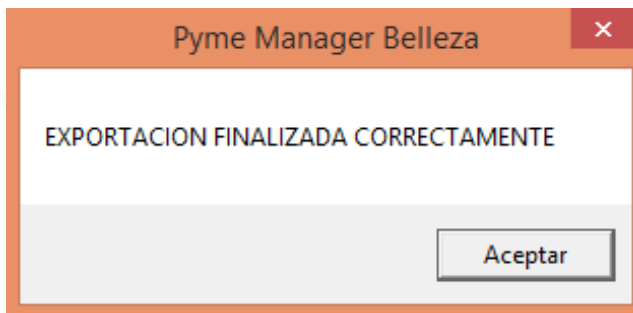 Pyme Manager Belleza
EXPORTACION FINALIZADA CORRECTAMENTE
Aceptar